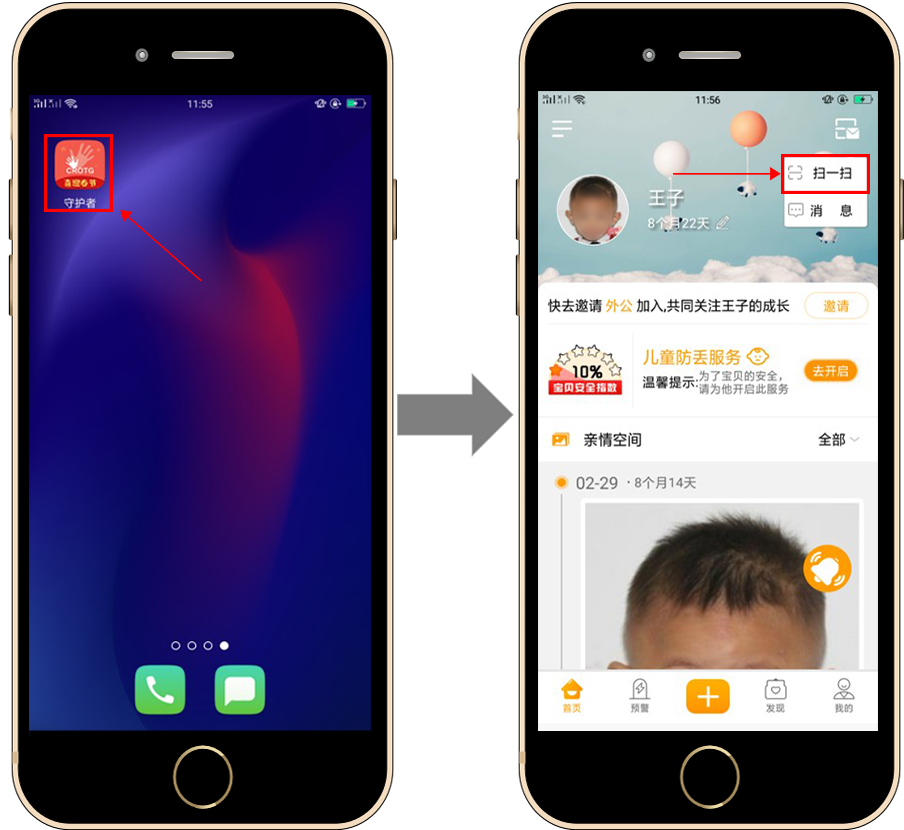 11:55
CROTG
喜迎春节
守护者
11:56
扫一扫
王子
8个月22天
消 息
快去邀请 外公 加入,共同关注王子的成长
邀请
10%
宝贝安全指数
儿童防丢服务
温馨提示:为了宝贝的安全，
请为他开启此服务
去开启
亲情空间
全部
02-29 · 8个月14天
首页
预警
发现
我的